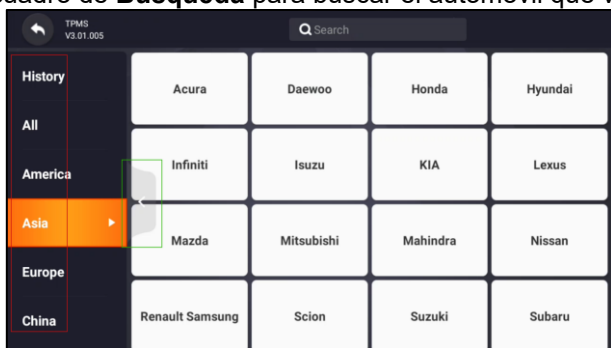 cuadro de Búsqueda para buscar el automóvil que
TPMS
V3.01.005
Search
History
All
America
Asia
Europe
China
Acura Daewoo Honda Hyundai
Infiniti Isuzu KIA Lexus
Mazda Mitsubishi Mahindra Nissan
Renault Samsung Scion Suzuki Subaru